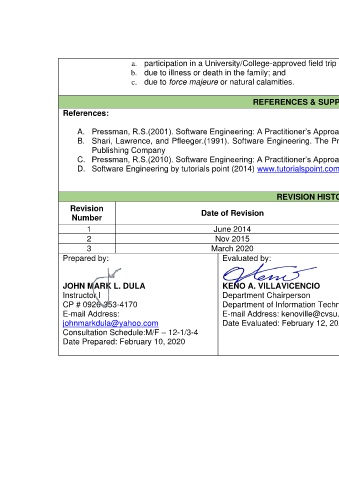 a. participation in a University/College-approved field trip
b. due to illness or death in the family; and
c. due to force majeure or natural calamities.
REFERENCES & SUPP
References:
A. Pressman, R.S.(2001). Software Engineering: A Practitioner's Approa
B. Shari, Lawrence, and Pfleeger.(1991). Software Engineering. The Pr
Publishing Company
C. Pressman, R.S.(2010). Software Engineering: A Practitioner's Approa
D. Software Engineering by tutorials point (2014) www.tutorialspoint.com
REVISION HISTO
Revision Number Date of Revision
1 June 2014
2 Nov 2015
3 March 2020
Prepared by: Evaluated by:
JOHN MARK L. DULA KENO A. VILLAVICENCIO
Instructor I Department Chairperson
CP # 0926-353-4170 Department of Information Techn
E-mail Address: E-mail Address: kenoville@cvsu.
johnmarkdula@yahoo.com Date Evaluated: February 12, 20
Consultation Schedule:M/F – 12-1/3-4
Date Prepared: February 10, 2020